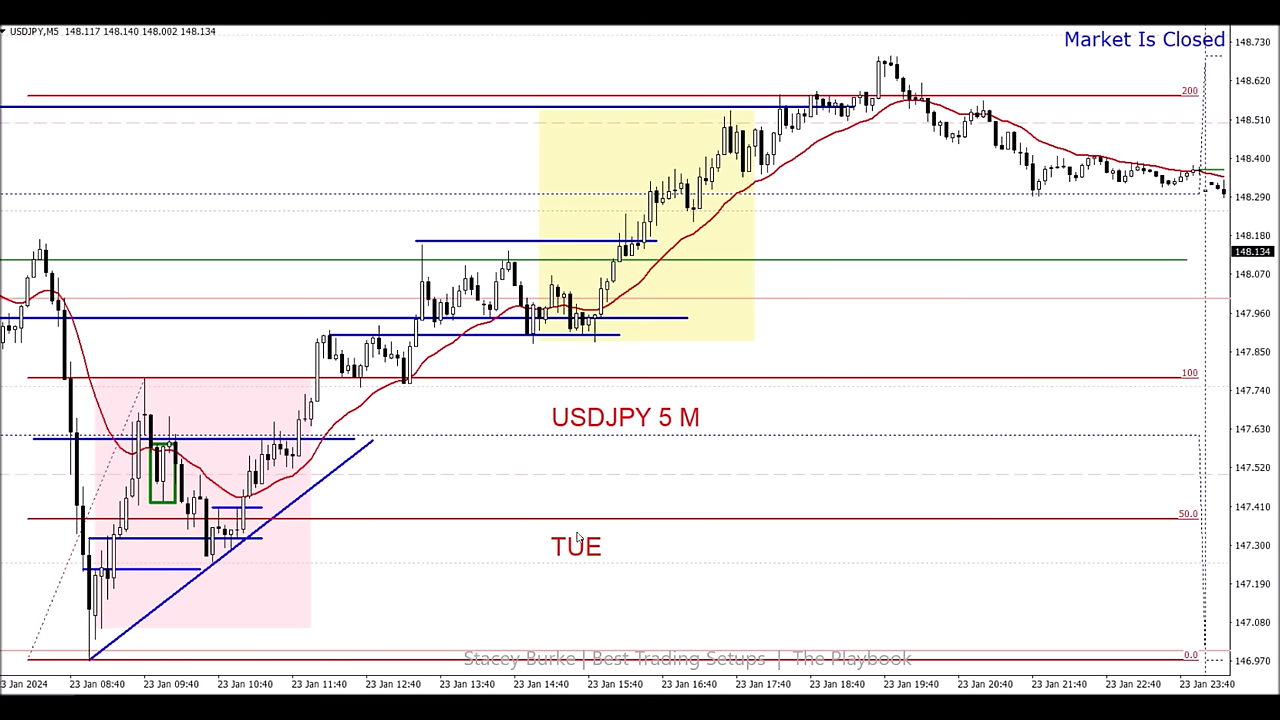 USDJPY,M5 148.117 148.140 148.002 148.134
Market Is Closed
148.730
148.620
148.510
148.400
148.290
148.180
148.134
148.070
147.960
147.850
147.740
147.630
147.520
147.410
147.300
147.190
147.080
146.970
200
100
50.0
0.0
USDJPY 5 M
TUE
Stacey Burke | Best Trading Setups | The Playbook
3 Jan 2024
23 Jan 08:40
23 Jan 09:40
23 Jan 10:40
23 Jan 11:40
23 Jan 12:40
23 Jan 13:40
23 Jan 14:40
23 Jan 15:40
23 Jan 16:40
23 Jan 17:40
23 Jan 18:40
23 Jan 19:40
23 Jan 20:40
23 Jan 21:40
23 Jan 22:40
23 Jan 23:40